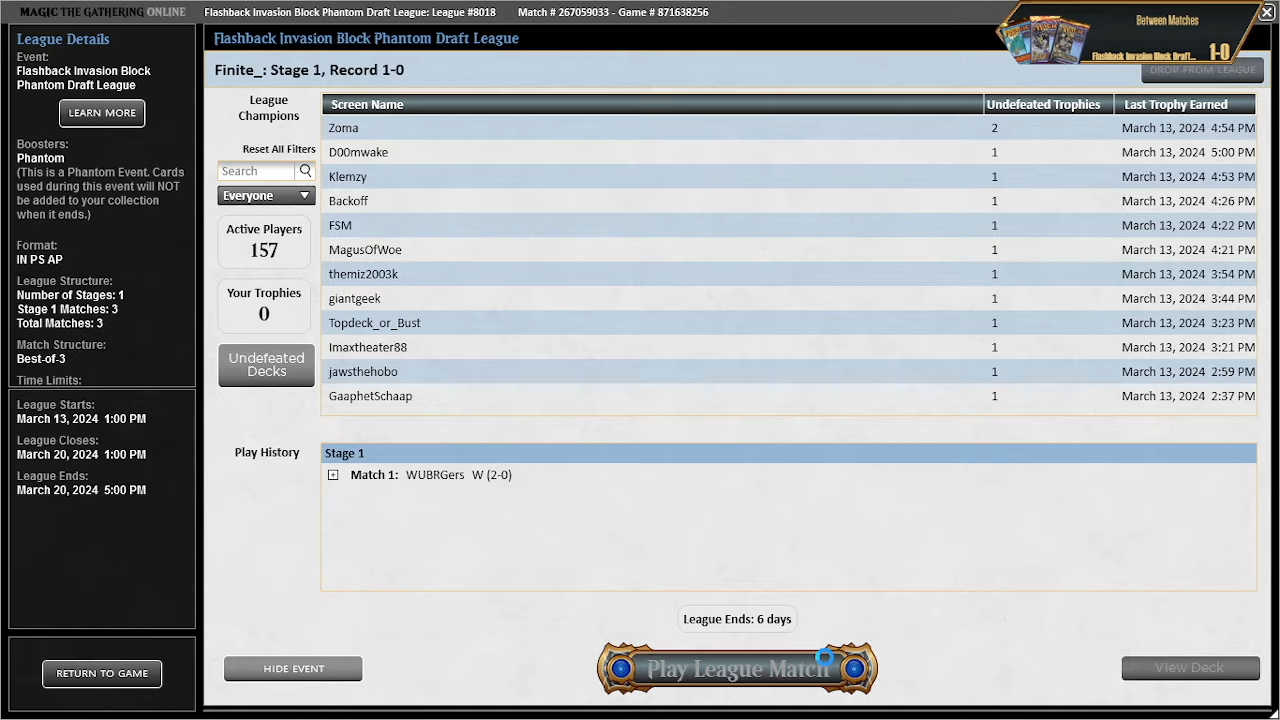 MAGIC THE GATHERING ONLINE
Flashback Invasion Block Phantom Draft League: League #8018
Match # 267059033 - Game # 871638256
Between Matches
Flashback Invasion Block Draft...
1-0
League Details
Event:
Flashback Invasion Block
Phantom Draft League
LEARN MORE
Boosters:
Phantom
(This is a Phantom Event. Cards
used during this event will NOT
be added to your collection
when it ends.)
Format:
IN PS AP
League Structure:
Number of Stages: 1
Stage 1 Matches: 3
Total Matches: 3
Match Structure:
Best-of-3
Time Limits:
League Starts:
March 13, 2024 1:00 PM
League Closes:
March 20, 2024 1:00 PM
League Ends:
March 20, 2024 5:00 PM
RETURN TO GAME
Flashback Invasion Block Phantom Draft League
Finite_: Stage 1, Record 1-0
DROP FROM LEAGUE
League
Champions
Reset All Filters
Search
Everyone
Active Players
157
Your Trophies
0
Undefeated
Decks
Screen Name Undefeated Trophies Last Trophy Earned
Zoma 2 March 13, 2024 4:54 PM
D00mwake 1 March 13, 2024 5:00 PM
Klemzy 1 March 13, 2024 4:53 PM
Backoff 1 March 13, 2024 4:26 PM
FSM 1 March 13, 2024 4:22 PM
MagusOfWoe 1 March 13, 2024 4:21 PM
themiz2003k 1 March 13, 2024 3:54 PM
giantgeek 1 March 13, 2024 3:44 PM
Topdeck_or_Bust 1 March 13, 2024 3:23 PM
Imaxtheater88 1 March 13, 2024 3:21 PM
jawsthehobo 1 March 13, 2024 2:59 PM
GaaphetSchaap 1 March 13, 2024 2:37 PM
Play History
Stage 1
Match 1: WUBRGers W (2-0)
League Ends: 6 days
HIDE EVENT
Play League Match
View Deck